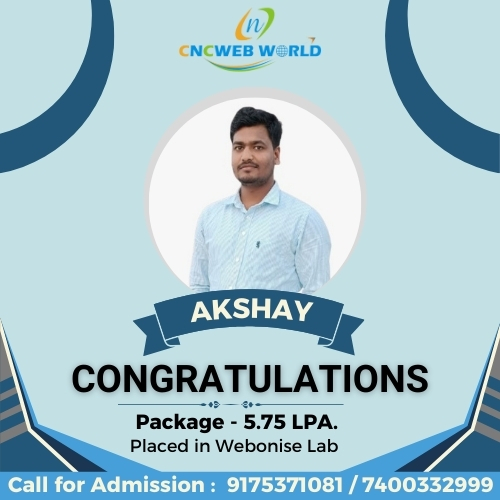 CNCWEB WORLD
AKSHAY
CONGRATULATIONS
Package - 5.75 LPA.
Placed in Webonise Lab
Call for Admission : 9175371081 / 7400332999